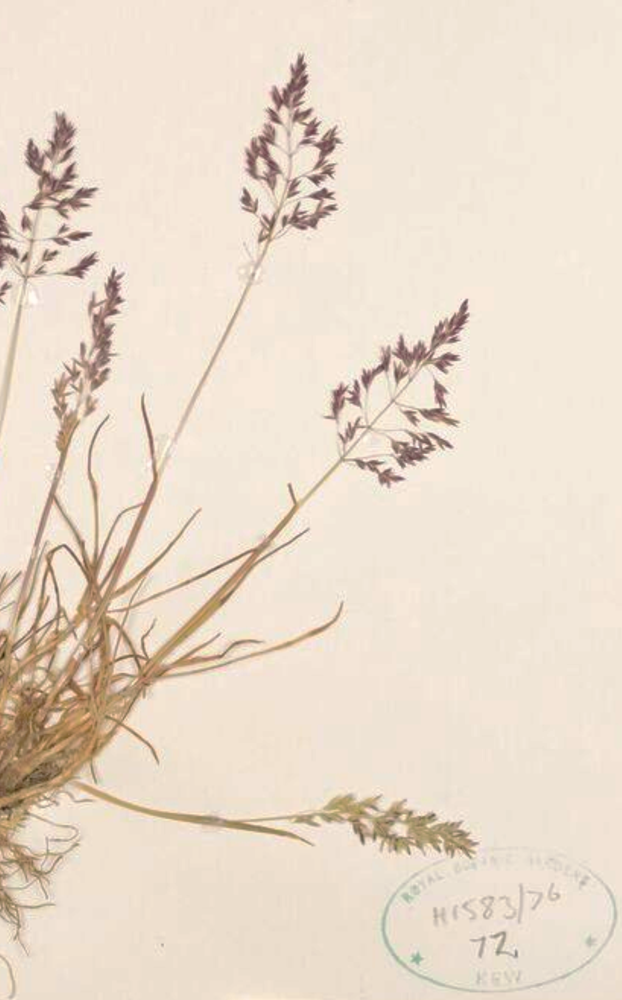 ROYAL BOTANIC GARDENS
H1583/76
72
KEW